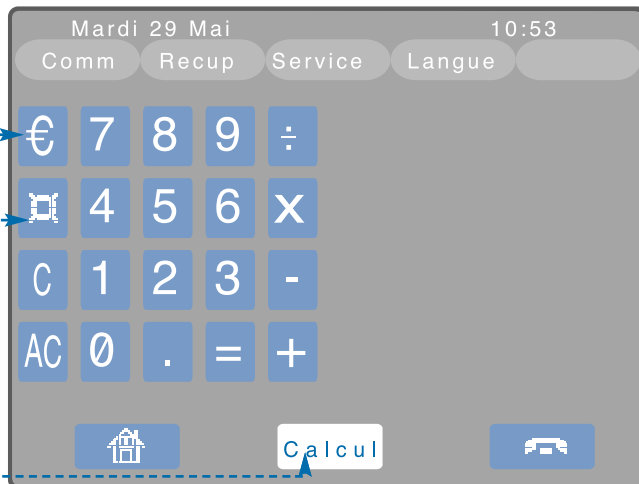 Mardi 29 Mai 10:53
Comm Recup Service Langue
€ 7 8 9 ÷
¤ 4 5 6 x
C 1 2 3 -
AC 0 . = +
Calcul